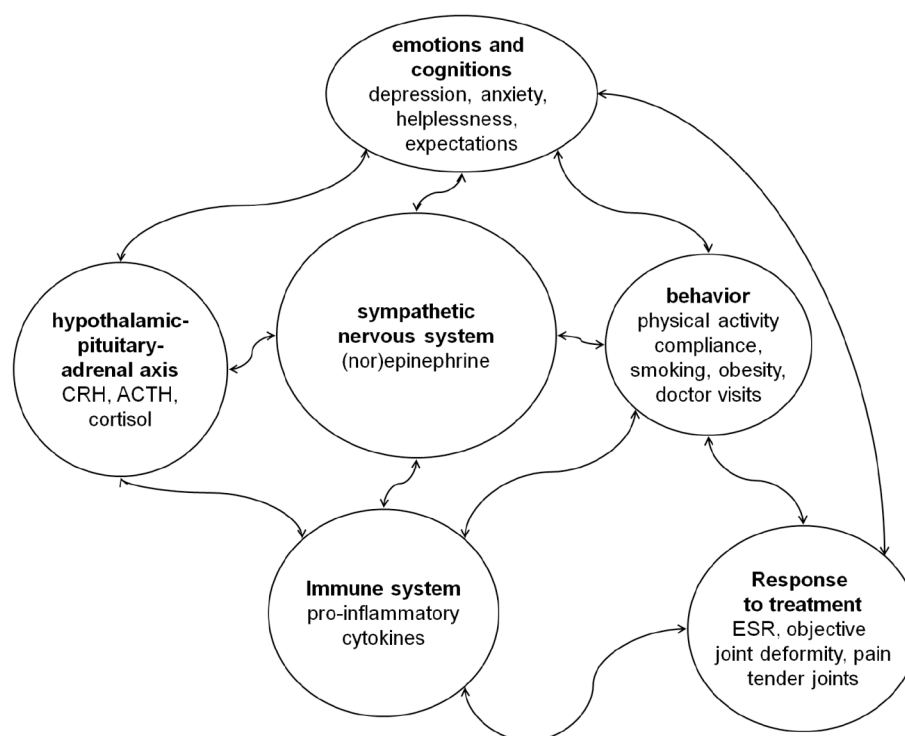 emotions and
cognitions
depression, anxiety,
helplessness,
expectations
hypothalamic-
pituitary-
adrenal axis
CRH, ACTH,
cortisol
sympathetic
nervous system
(nor)epinephrine
behavior
physical activity
compliance,
smoking, obesity,
doctor visits
Immune system
pro-inflammatory
cytokines
Response
to treatment
ESR, objective
joint deformity, pain
tender joints